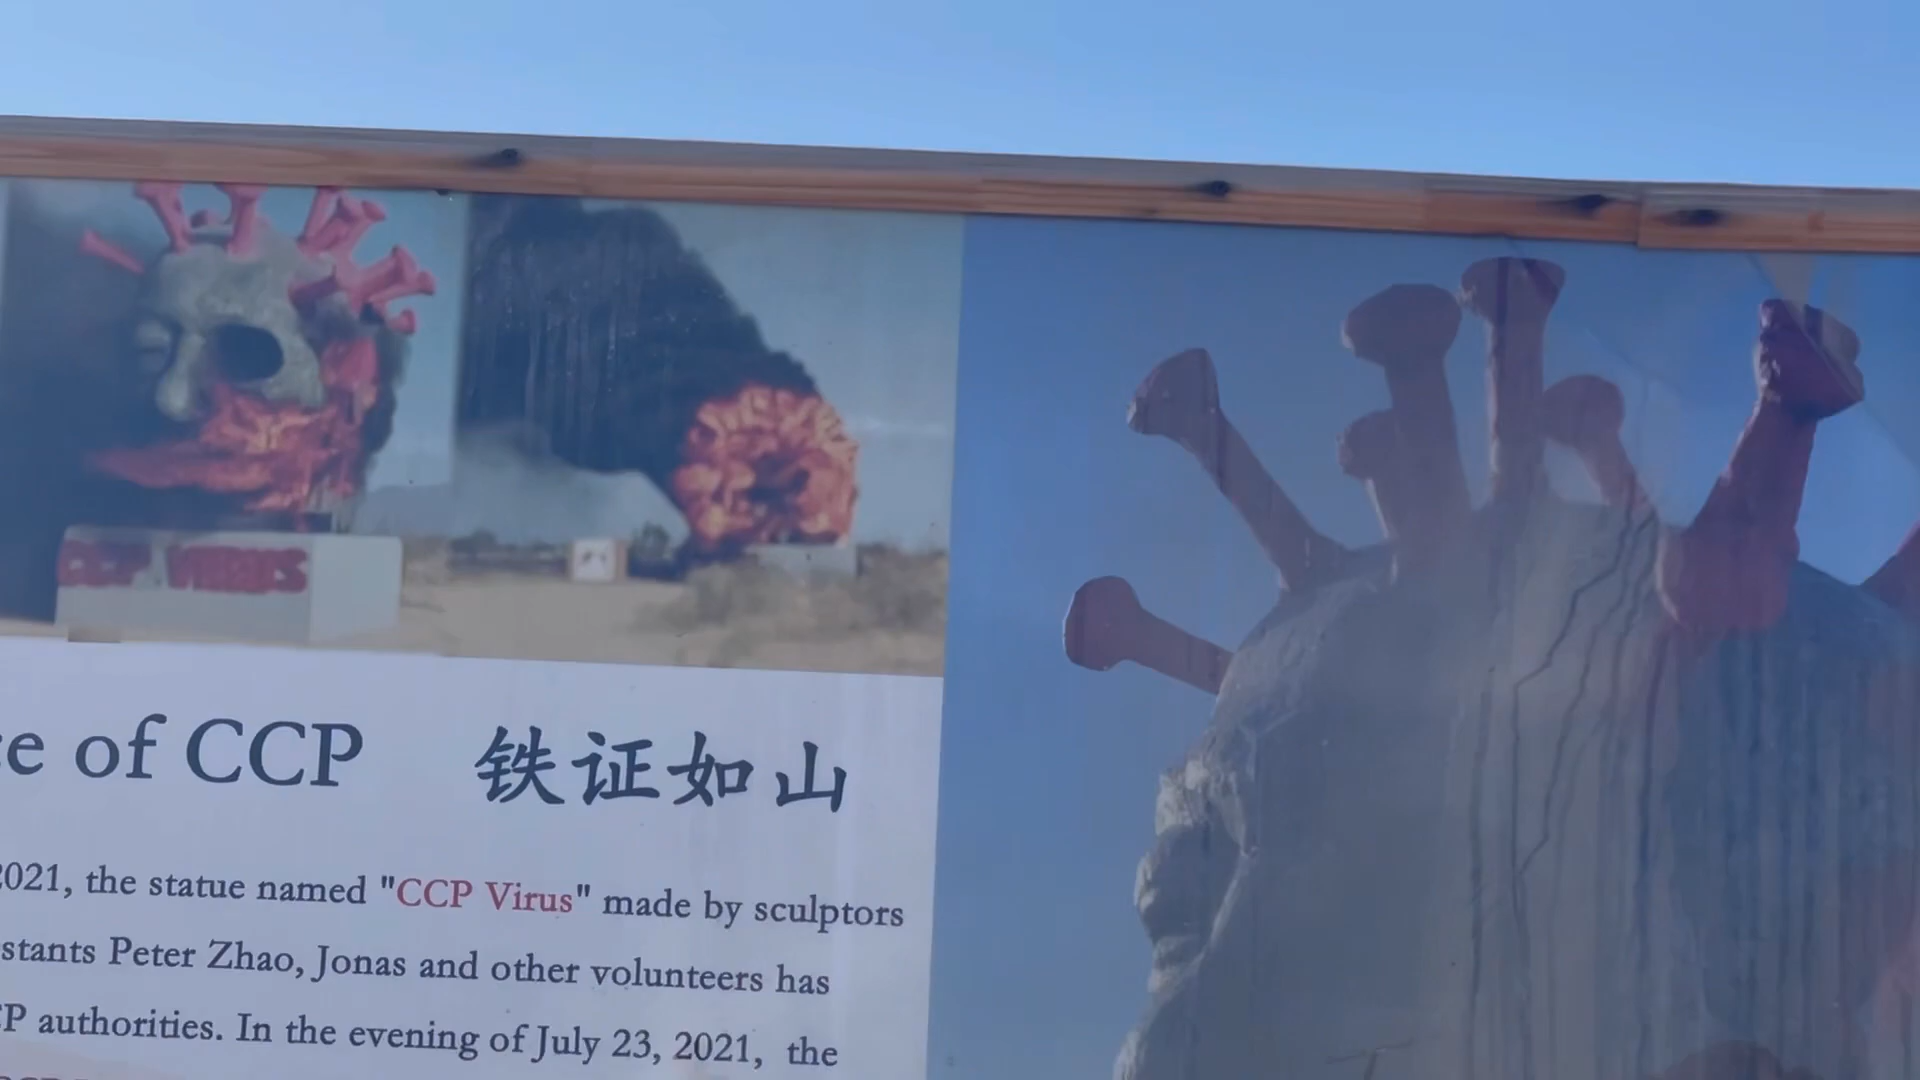 CCP VIRUS
e of CCP 铁证如山
2021, the statue named "CCP Virus" made by sculptors
stants Peter Zhao, Jonas and other volunteers has
CP authorities. In the evening of July 23, 2021, the